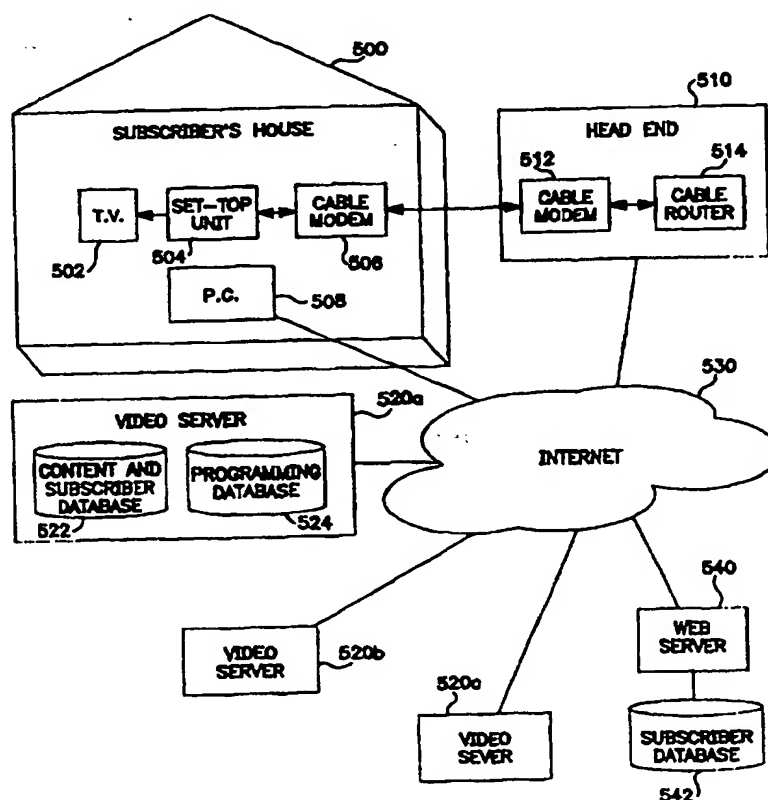 500
510
SUBSCRIBER'S HOUSE
HEAD END
512
514
T.V.
SET-TOP
UNIT
CABLE
MODEM
CABLE
MODEM
CABLE
ROUTER
502
504
506
P.C.
508
520a
530
VIDEO SERVER
CONTENT AND
SUBSCRIBER
DATABASE
PROGRAMMING
DATABASE
INTERNET
522
524
540
VIDEO
SERVER
520b
WEB
SERVER
520c
VIDEO
SEVER
SUBSCRIBER
DATABASE
542